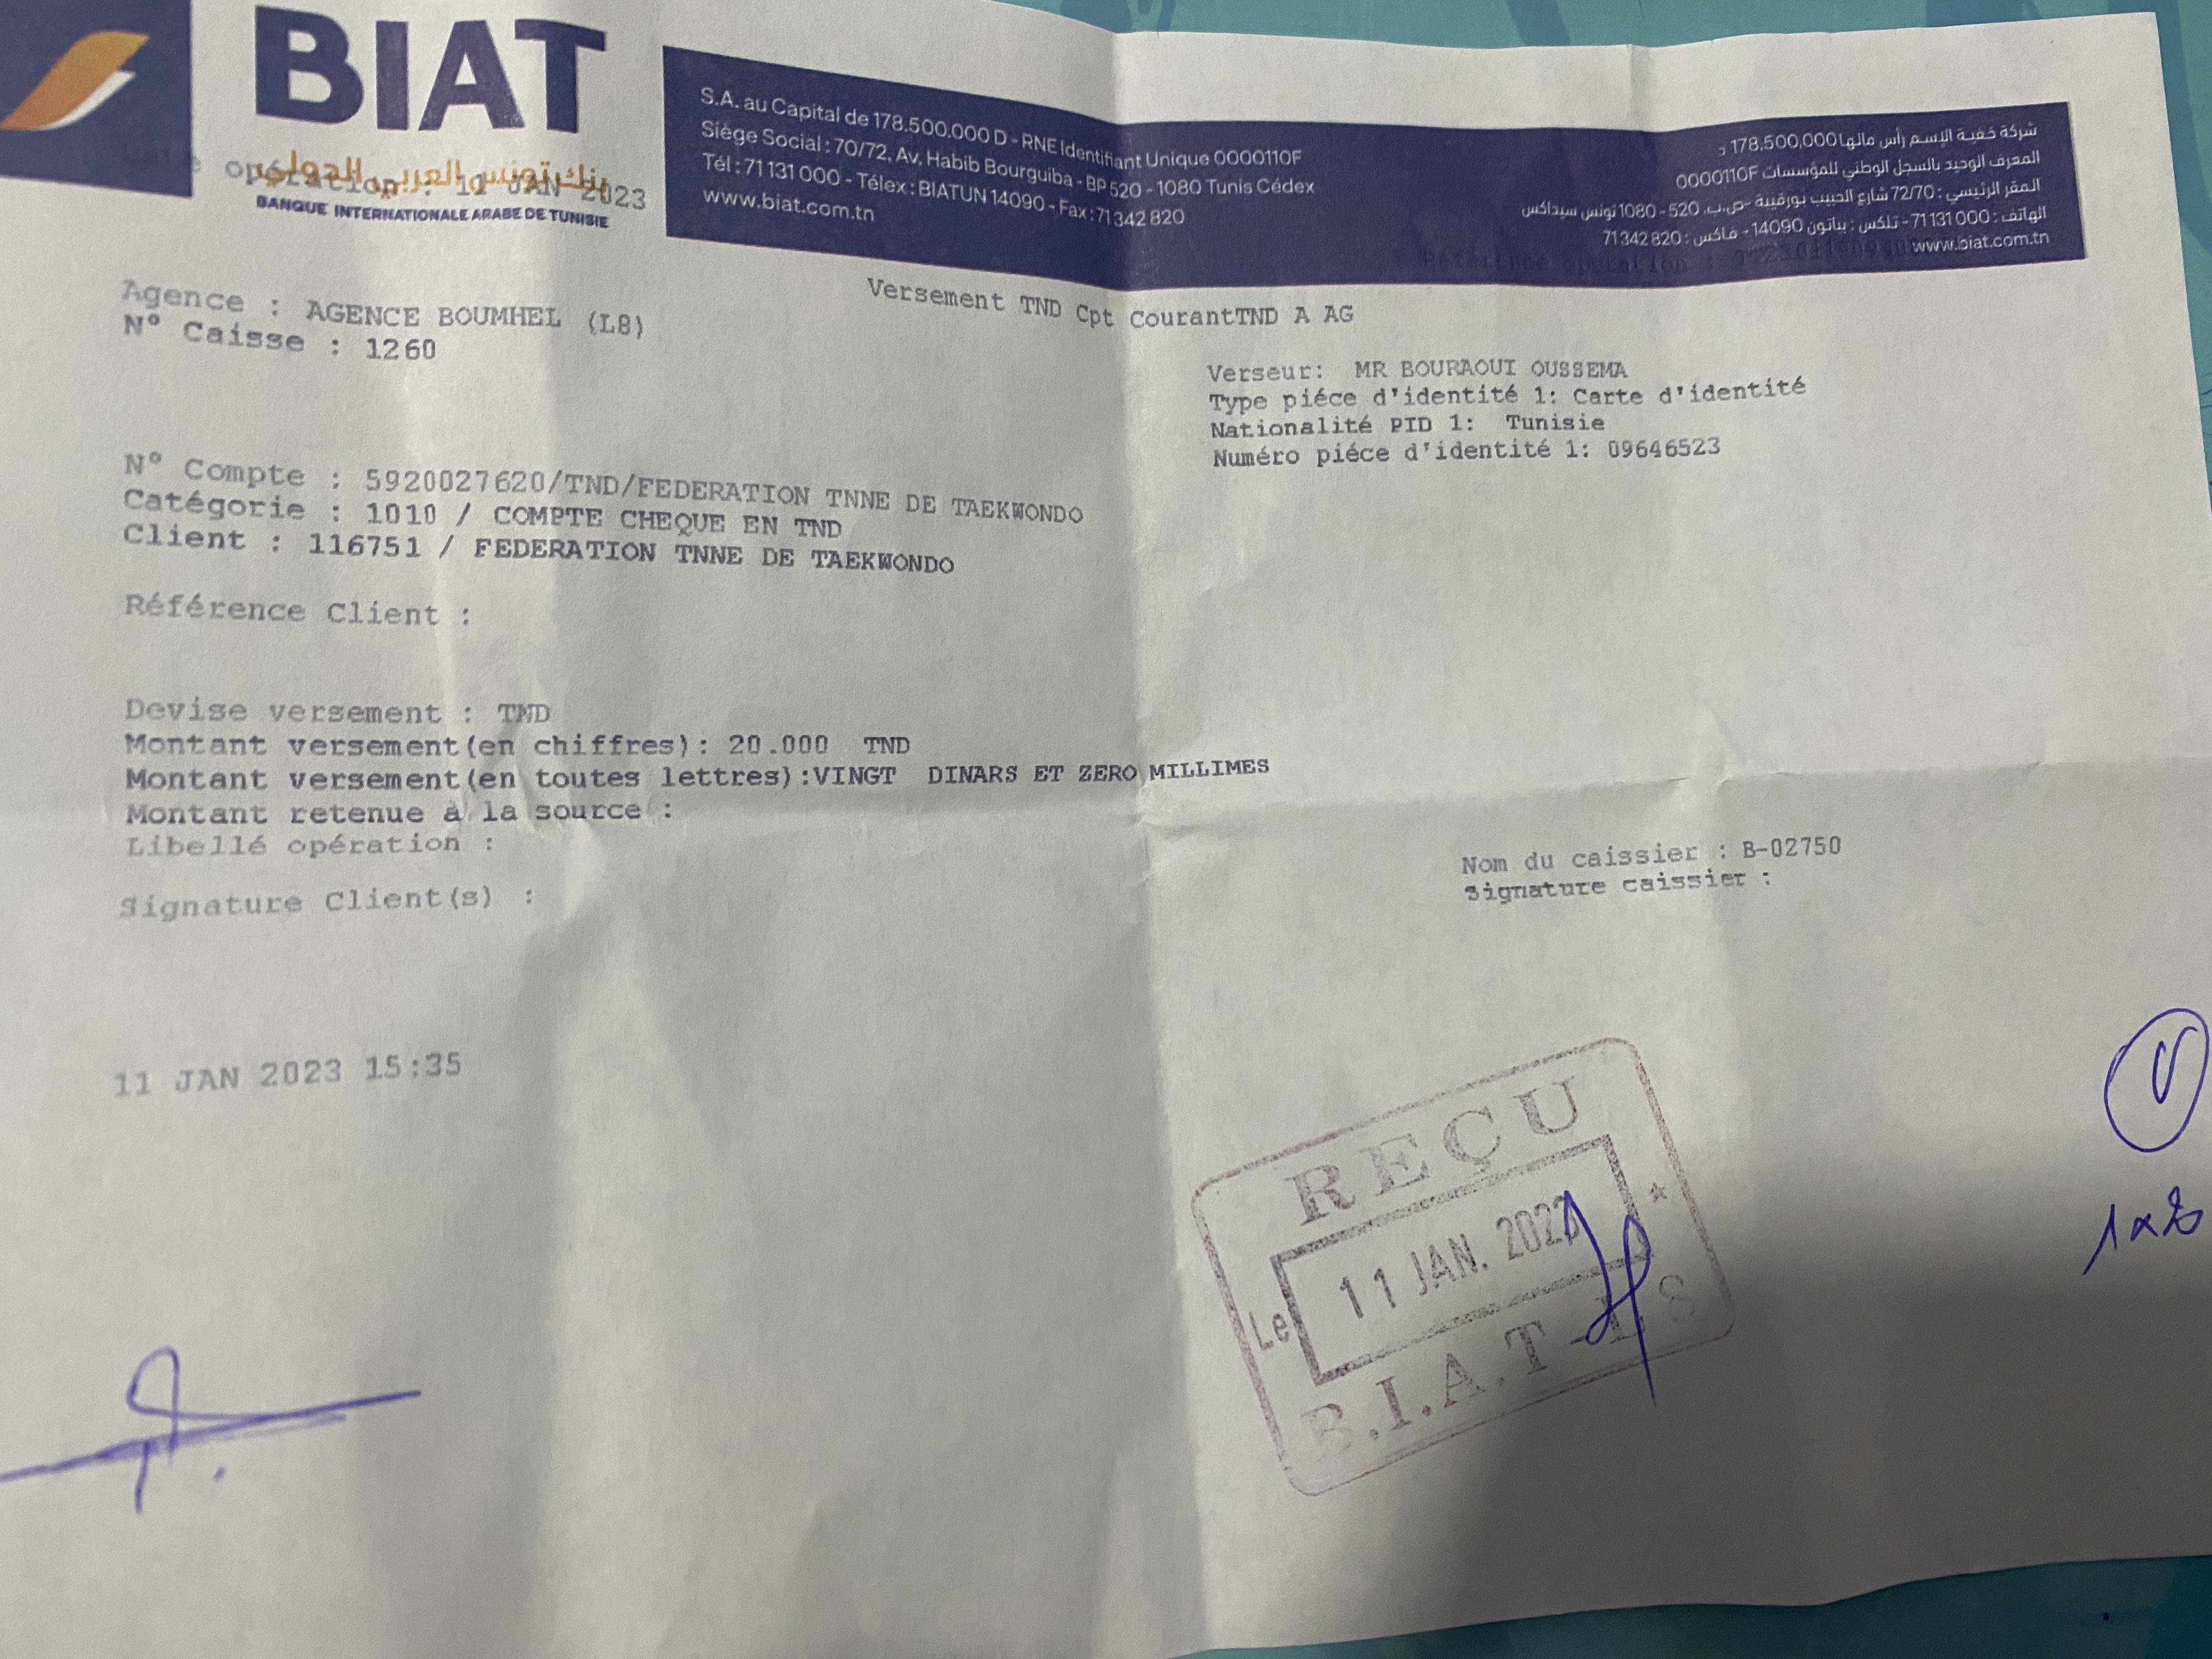 BIAT
بنك تونس العربي الدولي
opération : 11 JAN 2023
BANQUE INTERNATIONALE ARABE DE TUNISIE
S.A. au Capital de 178.500.000 D - RNE Identifiant Unique 0000110F
Siège Social : 70/72, Av. Habib Bourguiba - BP 520 - 1080 Tunis Cédex
Tél : 71 131 000 - Télex : BIATUN 14090 - Fax : 71 342 820
www.biat.com.tn
شركة خفية الإسم رأس مالها 178.500,000 د
المعرف الوحيد بالسجل الوطني للمؤسسات 0000110F
المقر الرئيسي : 72/70 شارع الحبيب بورقيبة -ص.ب. 520 - 1080 تونس سيداكس
الهاتف : 71131 000 - تلكس : بياتون 14090 - فاكس : 71 342 820
www.biat.com.tn
Versement TND Cpt CourantTND A AG
Agence : AGENCE BOUMHEL (L8)
N° Caisse : 1260
Verseur: MR BOURAOUI OUSSEMA
Type piéce d'identité 1: Carte d'identité
Nationalité PID 1: Tunisie
Numéro piéce d'identité 1: 09646523
N° Compte : 5920027620/TND/FEDERATION TNNE DE TAEKWONDO
Catégorie : 1010 / COMPTE CHEQUE EN TND
Client : 116751 / FEDERATION TNNE DE TAEKWONDO
Référence Client :
Devise versement : TND
Montant versement(en chiffres): 20.000 TND
Montant versement(en toutes lettres):VINGT DINARS ET ZERO MILLIMES
Montant retenue à la source :
Libellé opération :
Nom du caissier : B-02750
Signature caissier :
Signature Client(s) :
11 JAN 2023 15:35
REÇU
Le 11 JAN. 2023
B.I.A.T - L8